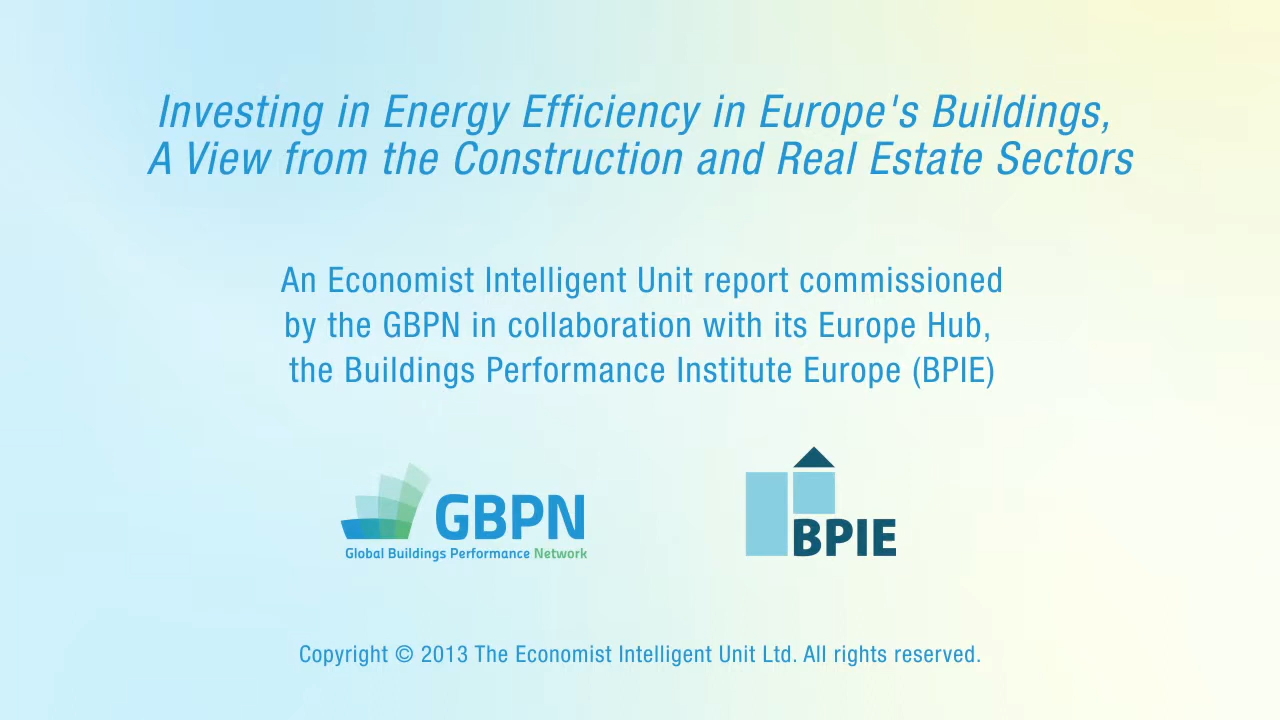 Investing in Energy Efficiency in Europe's Buildings,
A View from the Construction and Real Estate Sectors
An Economist Intelligent Unit report commissioned
by the GBPN in collaboration with its Europe Hub,
the Buildings Performance Institute Europe (BPIE)
GBPN
Global Buildings Performance Network
BPIE
Copyright © 2013 The Economist Intelligent Unit Ltd. All rights reserved.